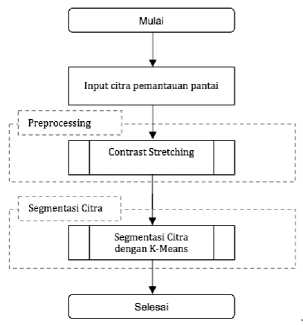 Mulai
Input citra pemantauan pantai
Preprocessing
Contrast Stretching
Segmentasi Citra
Segmentasi Citra
dengan K-Means
Selesai